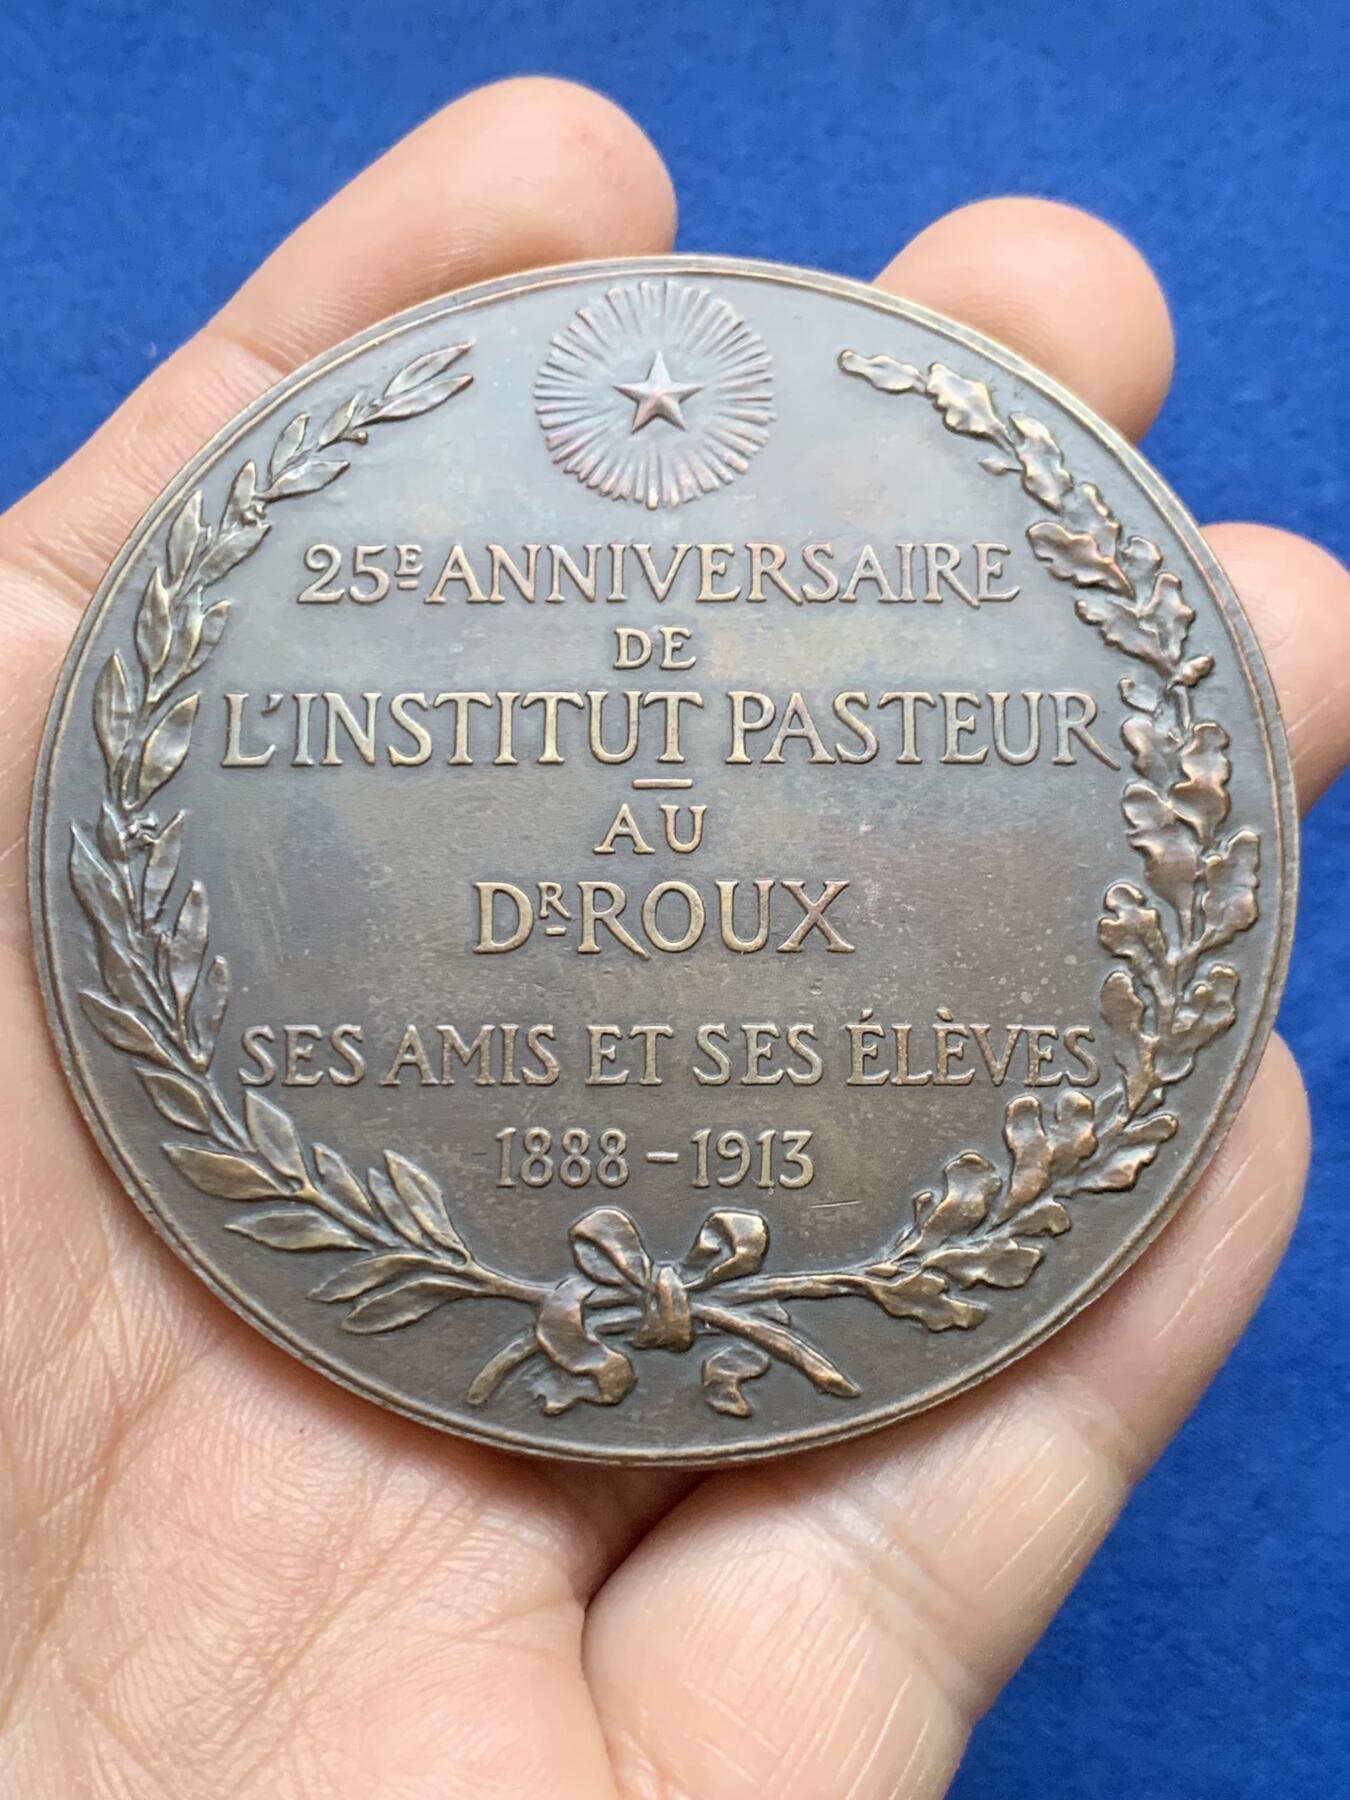 25E ANNIVERSAIRE
DE
L'INSTITUT PASTEUR
AU
DR ROUX
SES AMIS ET SES ÉLÈVES
1888 - 1913